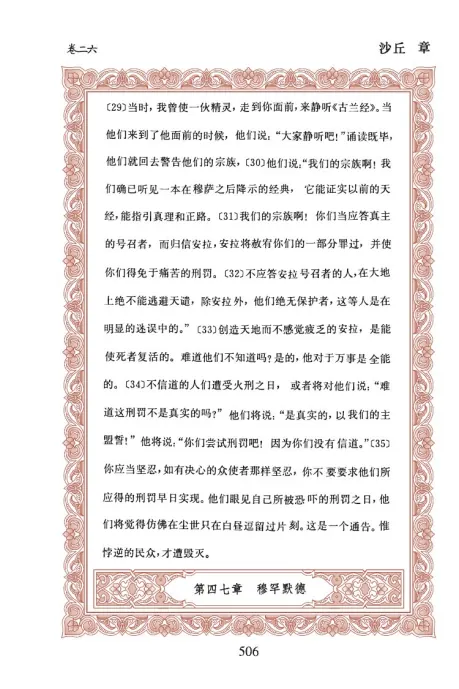 卷二六
沙丘 章
〔29〕当时，我曾使一伙精灵，走到你面前，来静听《古兰经》。当
他们来到了他面前的时候，他们说：“大家静听吧！”诵读既毕，
他们就回去警告他们的宗族，〔30〕他们说：“我们的宗族啊！我
们确已听见一本在穆萨之后降示的经典，它能证实以前的天
经，能指引真理和正路。〔31〕我们的宗族啊！你们当应答真主
的号召者，而归信安拉，安拉将赦宥你们的一部分罪过，并使
你们得免于痛苦的刑罚。〔32〕不应答安拉号召者的人，在大地
上绝不能逃避天谴，除安拉外，他们绝无保护者，这等人是在
明显的迷误中的。”〔33〕创造天地而不感觉疲乏的安拉，是能
使死者复活的。难道他们不知道吗？是的，他对于万事是全能
的。〔34〕不信道的人们遭受火刑之日，或者将对他们说：“难
道这刑罚不是真实的吗？”他们将说：“是真实的，以我们的主
盟誓！”他将说：“你们尝试刑罚吧！因为你们没有信道。”〔35〕
你应当坚忍，如有决心的众使者那样坚忍，你不要要求他们所
应得的刑罚早日实现。他们眼见自己所被恐吓的刑罚之日，他
们将觉得仿佛在尘世只在白昼逗留过片刻。这是一个通告。惟
悖逆的民众，才遭毁灭。
第四七章 穆罕默德
506